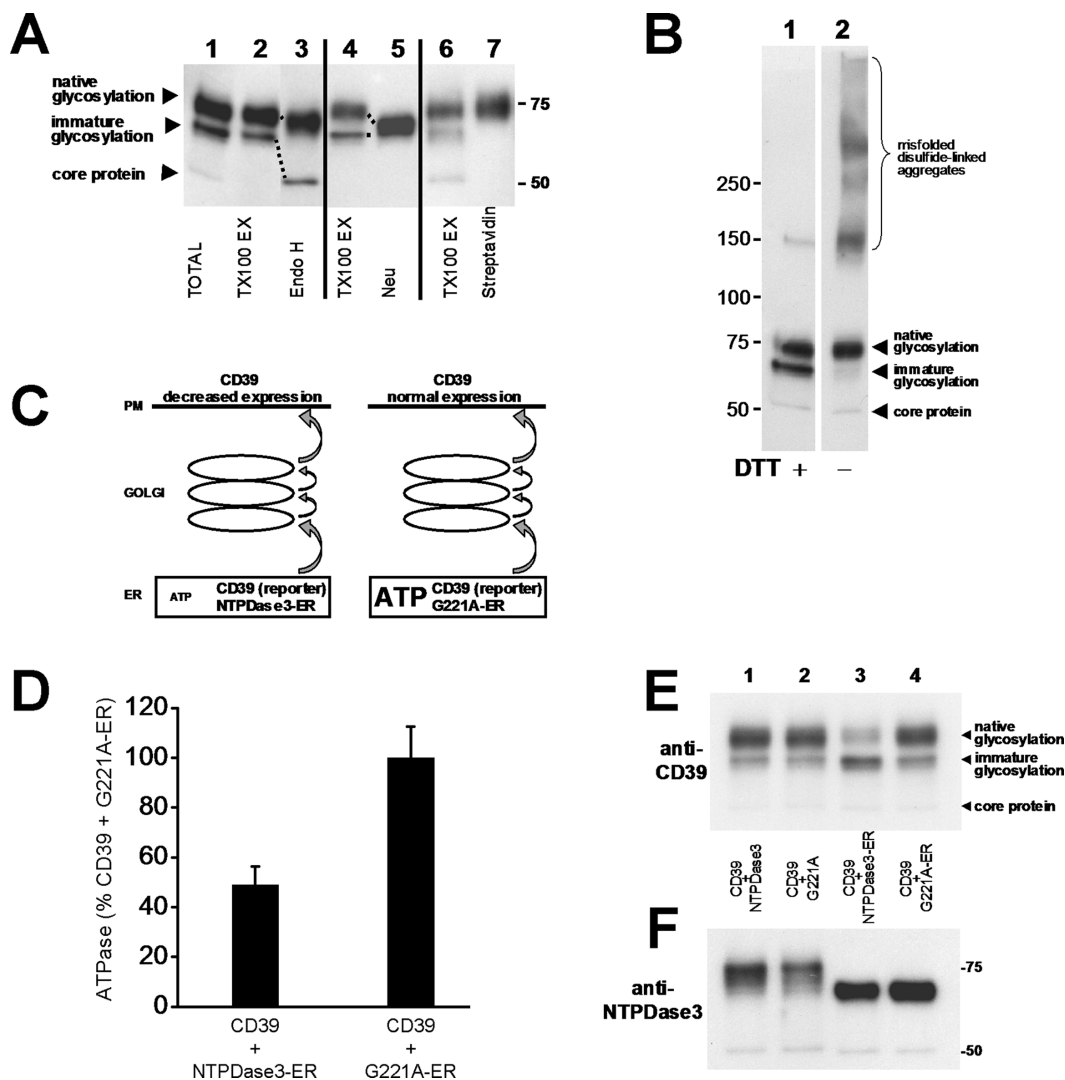 A
1 2 3 4 5 6 7
native
glycosylation
immature
glycosylation
core protein
- 75
- 50
TOTAL
TX100 EX
Endo H
TX100 EX
Neu
TX100 EX
Streptavidin
B
1 2
250 -
150 -
100 -
75 -
50 -
rrisfolded
disulfide-linked
aggregates
native
glycosylation
immature
glycosylation
core protein
DTT + −
C
CD39
decreased expression
CD39
normal expression
PM
GOLGI
ER
ATP
CD39 (reporter)
NTPDase3-ER
ATP
CD39 (reporter)
G221A-ER
D
ATPase (% CD39 + G221A-ER)
120
100
80
60
40
20
0
CD39
+
NTPDase3-ER
CD39
+
G221A-ER
E
1 2 3 4
anti-
CD39
native
glycosylation
immature
glycosylation
core protein
CD39
+
NTPDase3
CD39
+
G221A
CD39
+
NTPDase3-ER
CD39
+
G221A-ER
F
anti-
NTPDase3
-75
-50